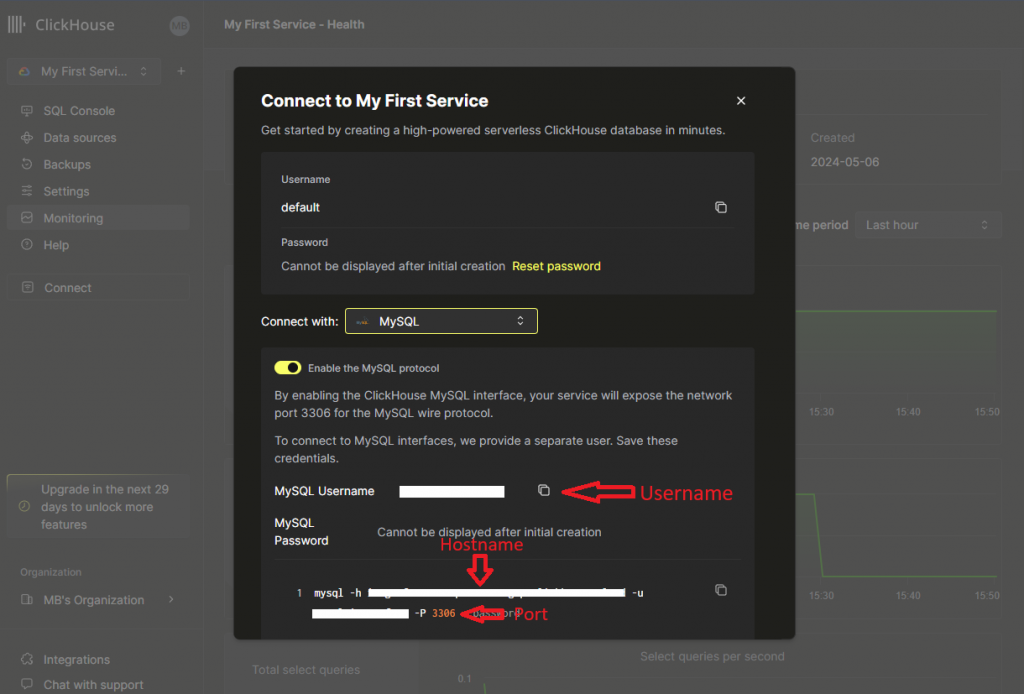 ClickHouse
MB
My First Service - Health
My First Servi...
+
SQL Console
Data sources
Backups
Settings
Monitoring
Help
Connect
Upgrade in the next 29
days to unlock more
features
Organization
MB's Organization
Integrations
Chat with support
Connect to My First Service
Get started by creating a high-powered serverless ClickHouse database in minutes.
Username
default
Password
Cannot be displayed after initial creation Reset password
Connect with: MySQL
Enable the MySQL protocol
By enabling the ClickHouse MySQL interface, your service will expose the network
port 3306 for the MySQL wire protocol.
To connect to MySQL interfaces, we provide a separate user. Save these
credentials.
MySQL Username
Username
MySQL
Password
Cannot be displayed after initial creation
Hostname
1 mysql -h -u
-P 3306 --password
Port
Created
2024-05-06
me period Last hour
15:30 15:40 15:50
15:30 15:40 15:50
Total select queries
Select queries per second
0.1